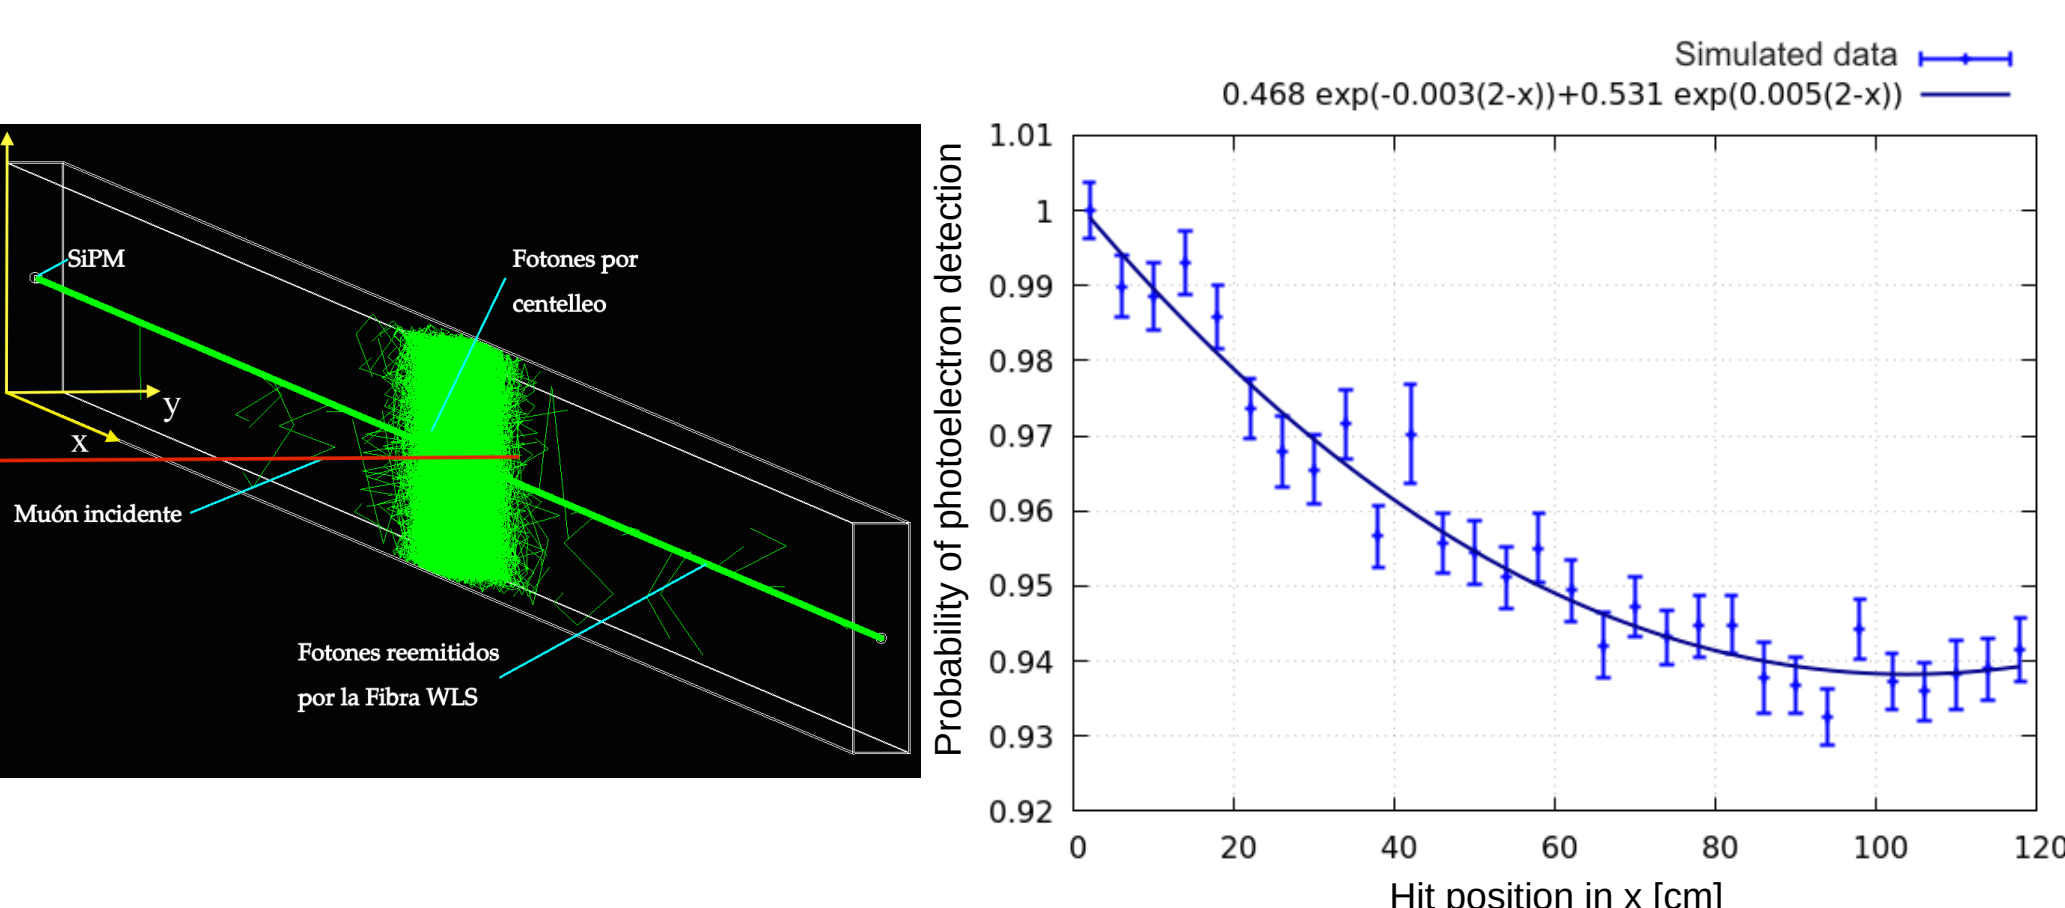 SiPM
Fotones por
centelleo
y
x
Muón incidente
Fotones reemitidos
por la Fibra WLS
Simulated data
0.468 exp(-0.003(2-x))+0.531 exp(0.005(2-x))
Probability of photoelectron detection
1.01
1
0.99
0.98
0.97
0.96
0.95
0.94
0.93
0.92
0 20 40 60 80 100 120
Hit position in x [cm]